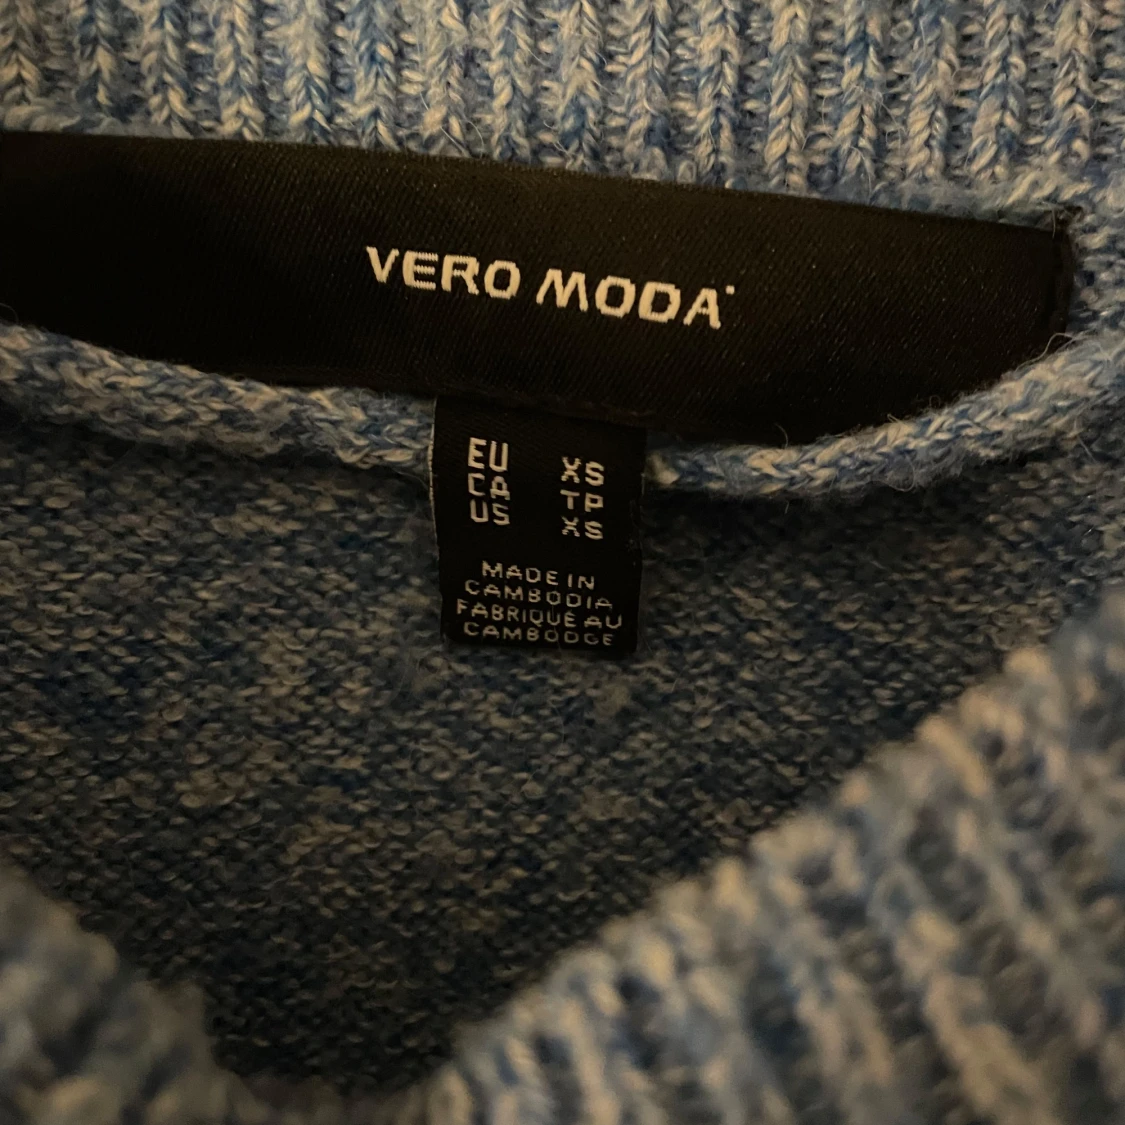 VERO MODA
EU XS
CA TP
US XS
MADE IN
CAMBODIA
FABRIQUÉ AU
CAMBODGE